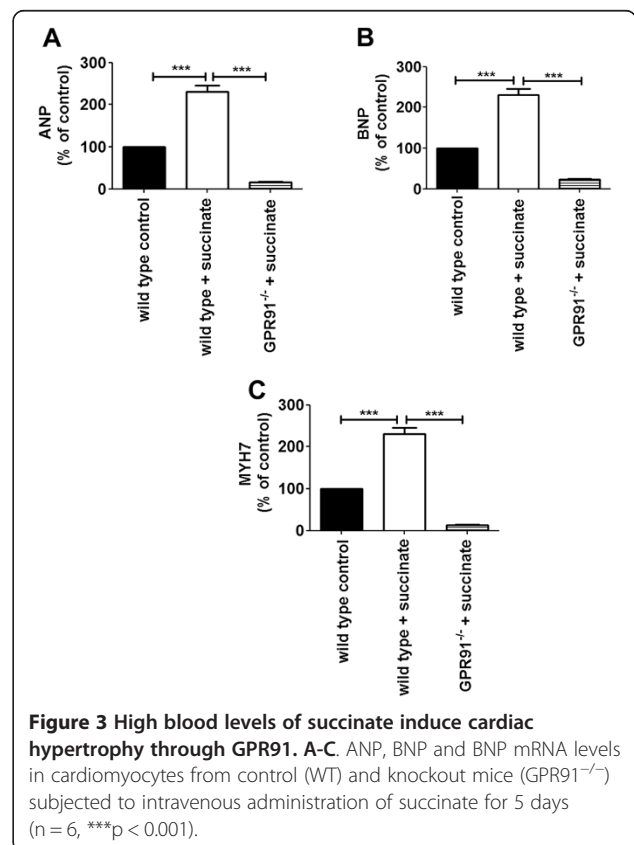 A
ANP
(% of control)
300
200
100
0
***
***
wild type control
wild type + succinate
GPR91-/- + succinate
B
BNP
(% of control)
300
200
100
0
***
***
wild type control
wild type + succinate
GPR91-/- + succinate
C
MYH7
(% of control)
300
200
100
0
***
***
wild type control
wild type + succinate
GPR91-/- + succinate
Figure 3 High blood levels of succinate induce cardiac
hypertrophy through GPR91. A-C. ANP, BNP and BNP mRNA levels
in cardiomyocytes from control (WT) and knockout mice (GPR91−/−)
subjected to intravenous administration of succinate for 5 days
(n = 6, ***p < 0.001).